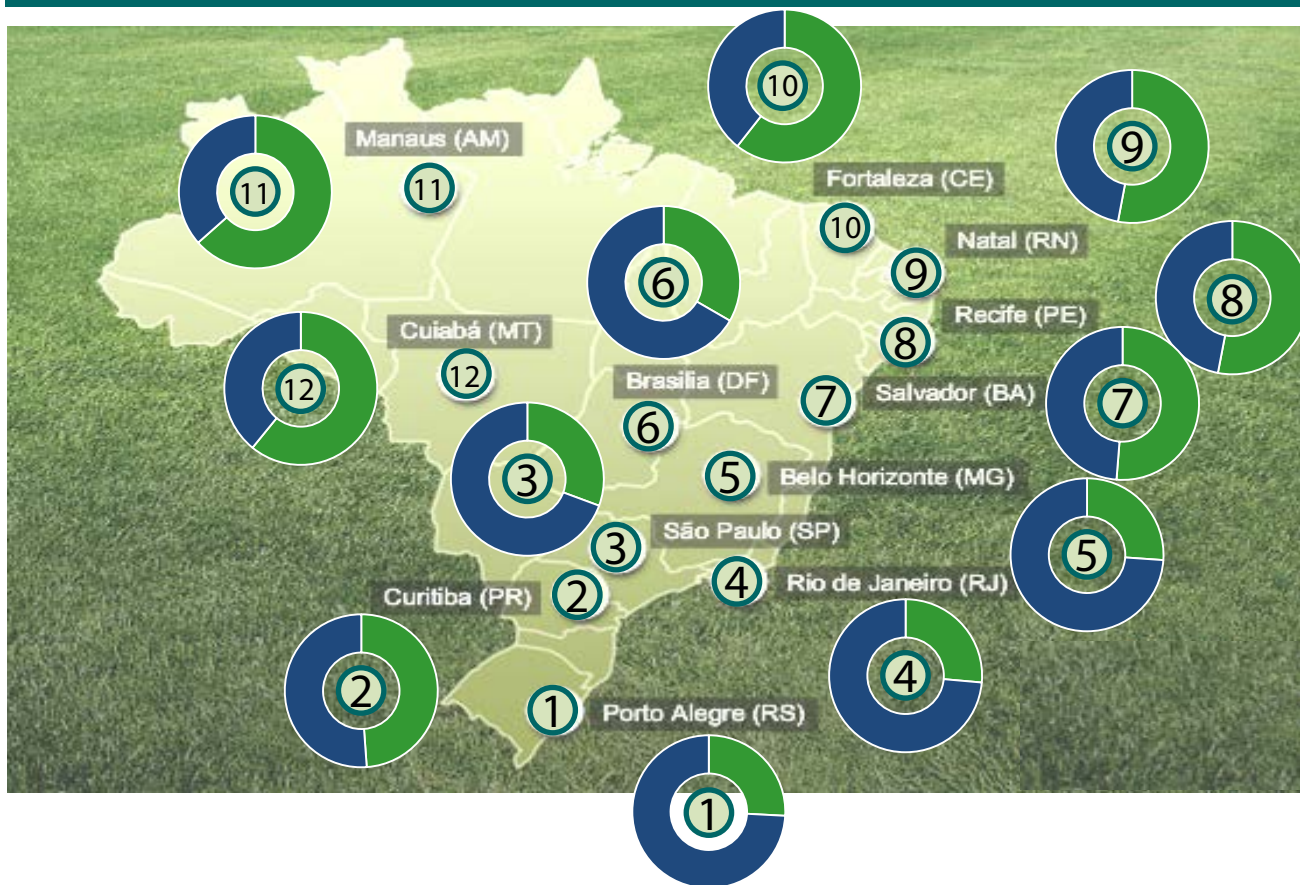 10
9
Manaus (AM)
11
11
Fortaleza (CE)
10
Natal (RN)
9
6
8
Recife (PE)
8
Cuiabá (MT)
12
12
Brasilia (DF)
6
7
Salvador (BA)
7
3
5
Belo Horizonte (MG)
5
São Paulo (SP)
3
4
Rio de Janeiro (RJ)
Curitiba (PR)
2
4
2
1
Porto Alegre (RS)
1